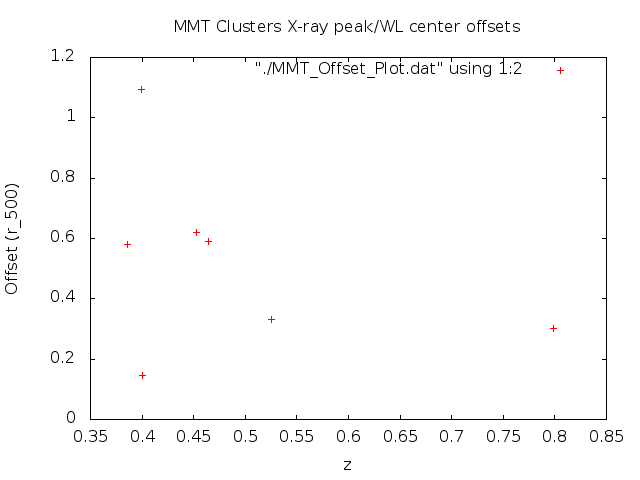 MMT Clusters X-ray peak/WL center offsets
"./MMT_Offset_Plot.dat" using 1:2
1.2
1
0.8
0.6
0.4
0.2
0
Offset (r_500)
0.35 0.4 0.45 0.5 0.55 0.6 0.65 0.7 0.75 0.8 0.85
z